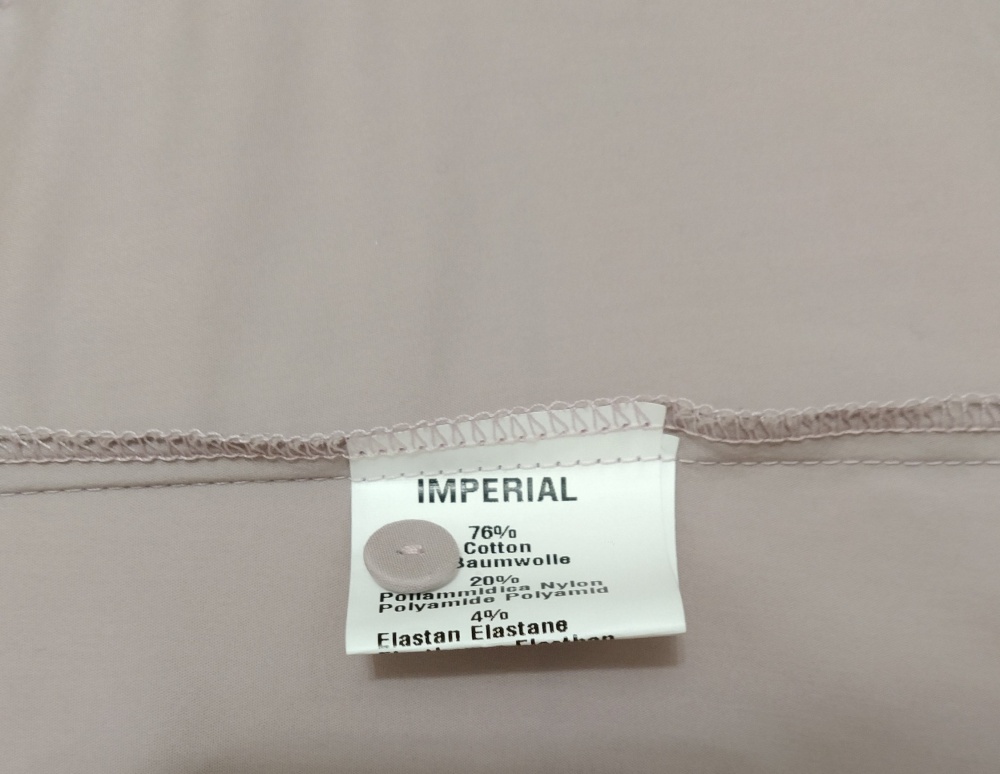 IMPERIAL
76%
Cotton
Baumwolle
20%
Poliammidica Nylon
Polyamide Polyamid
4%
Elastan Elastane